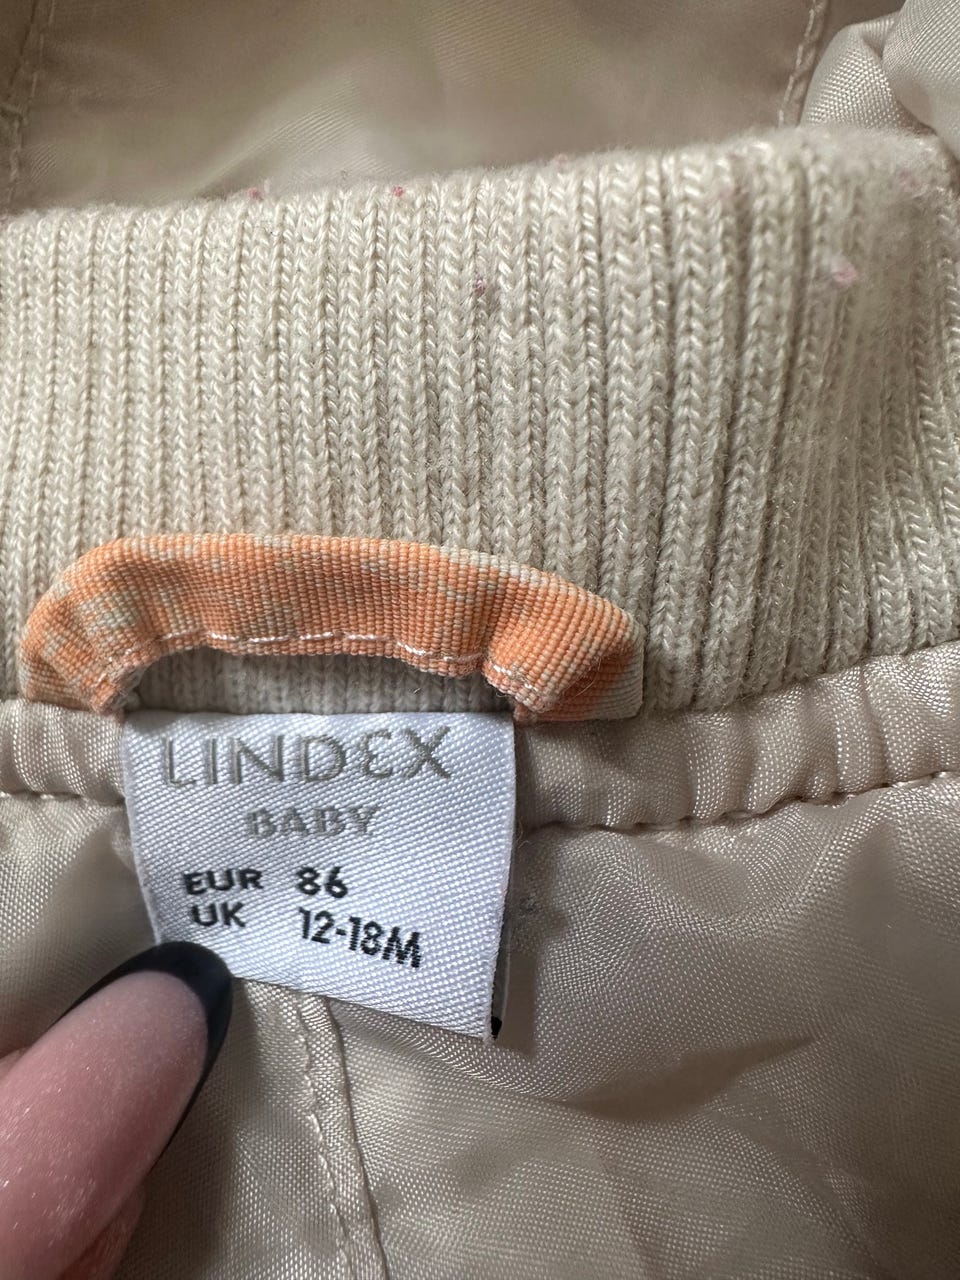 LINDEX
BABY
EUR 86
UK 12-18M